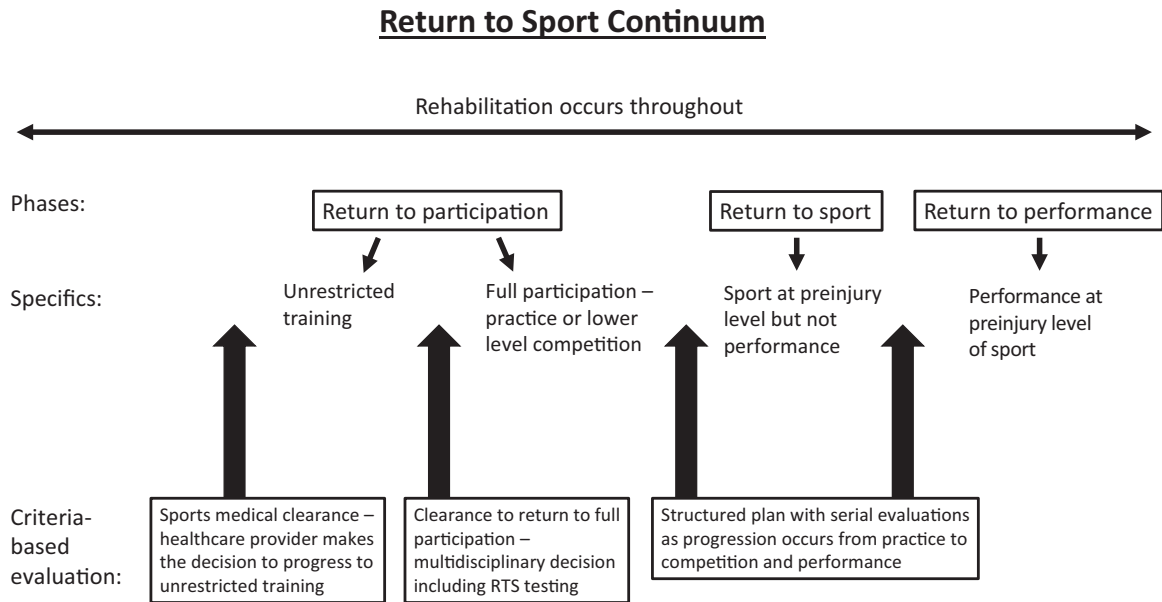 Return to Sport Continuum
Rehabilitation occurs throughout
Phases:
Return to participation
Return to sport
Return to performance
Specifics:
Unrestricted
training
Full participation –
practice or lower
level competition
Sport at preinjury
level but not
performance
Performance at
preinjury level
of sport
Criteria-
based
evaluation:
Sports medical clearance –
healthcare provider makes
the decision to progress to
unrestricted training
Clearance to return to full
participation –
multidisciplinary decision
including RTS testing
Structured plan with serial evaluations
as progression occurs from practice to
competition and performance